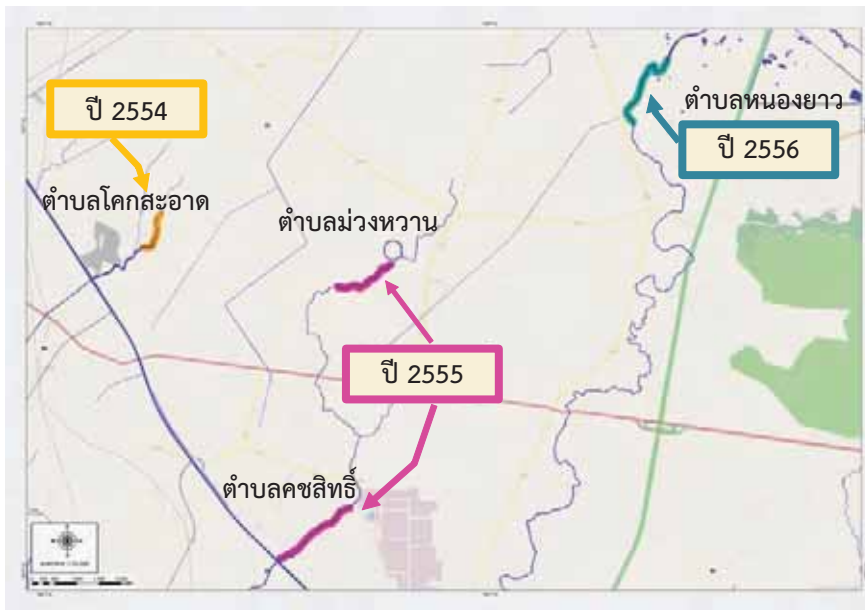 ปี 2554
ตำบลหนองยาว
ปี 2556
ตำบลโคกสะอาด
ตำบลม่วงหวาน
ปี 2555
ตำบลคชสิทธิ์